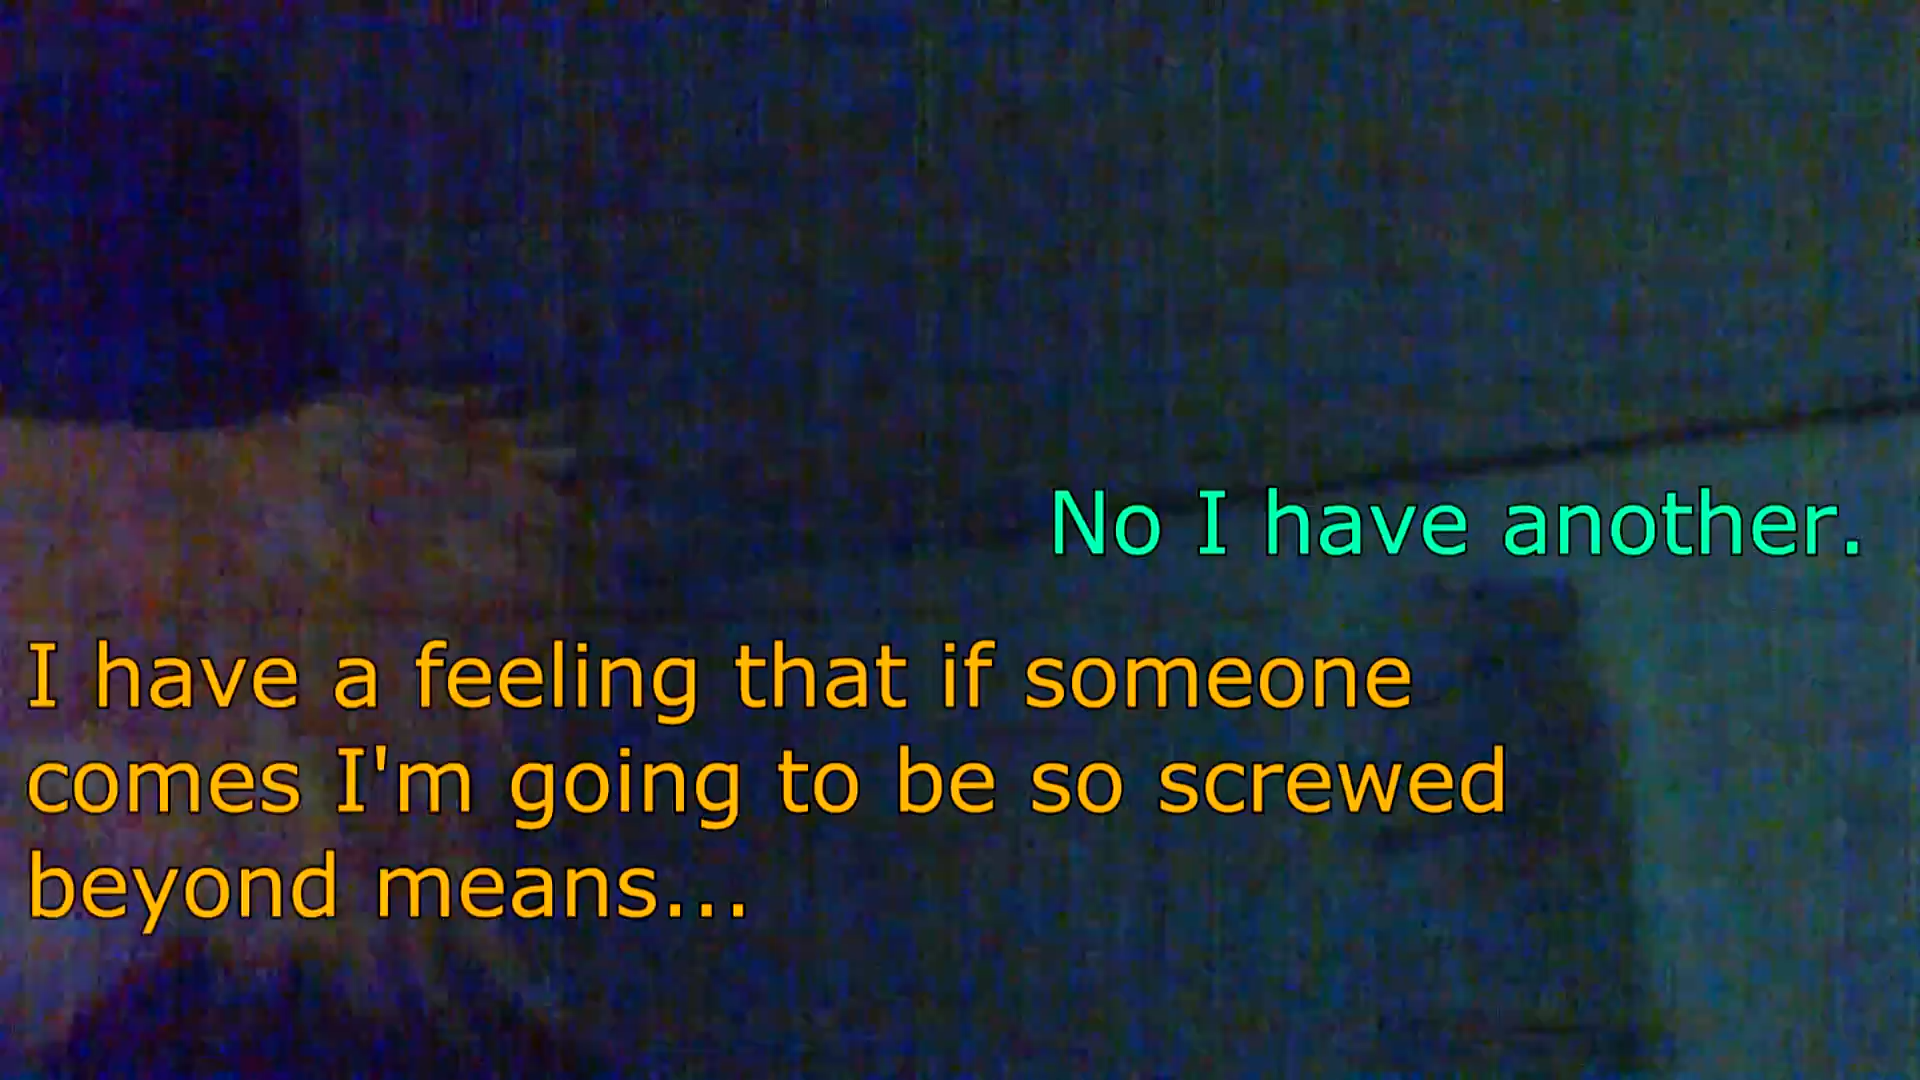 No I have another.
I have a feeling that if someone
comes I'm going to be so screwed
beyond means...